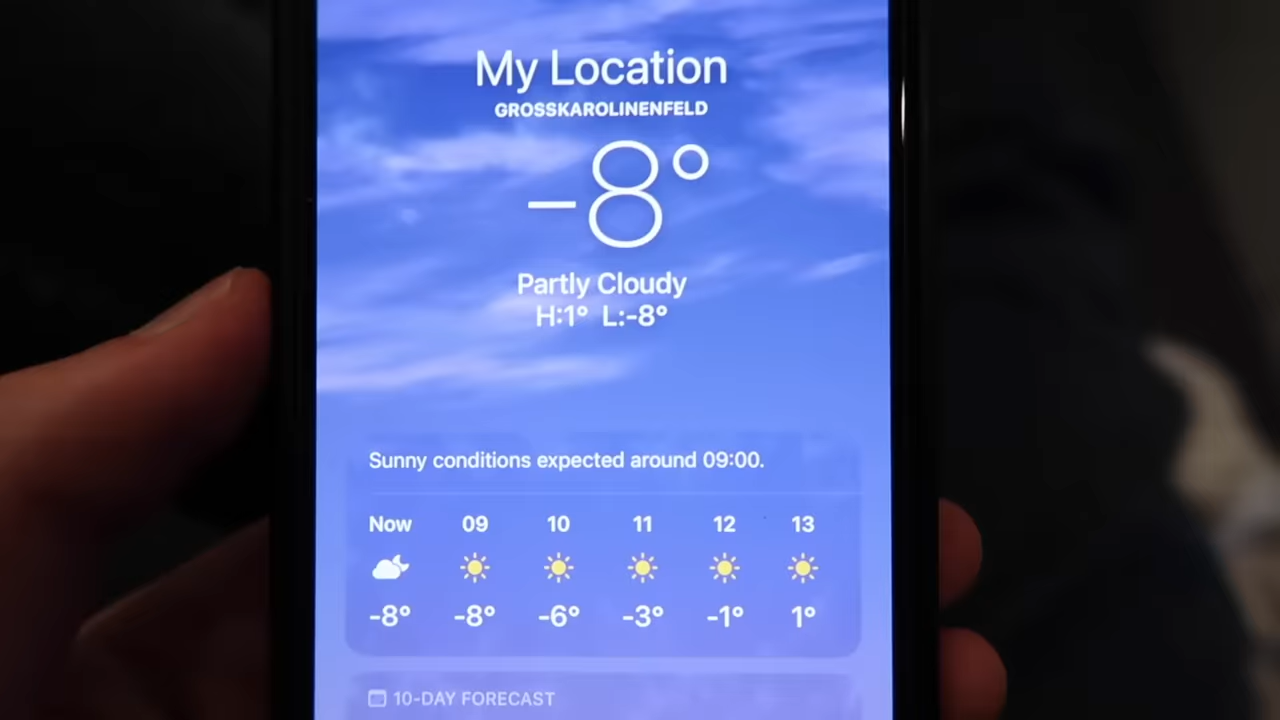 My Location
GROSSKAROLINENFELD
-8°
Partly Cloudy
H:1° L:-8°
Sunny conditions expected around 09:00.
Now 09 10 11 12 13
-8° -8° -6° -3° -1° 1°
10-DAY FORECAST